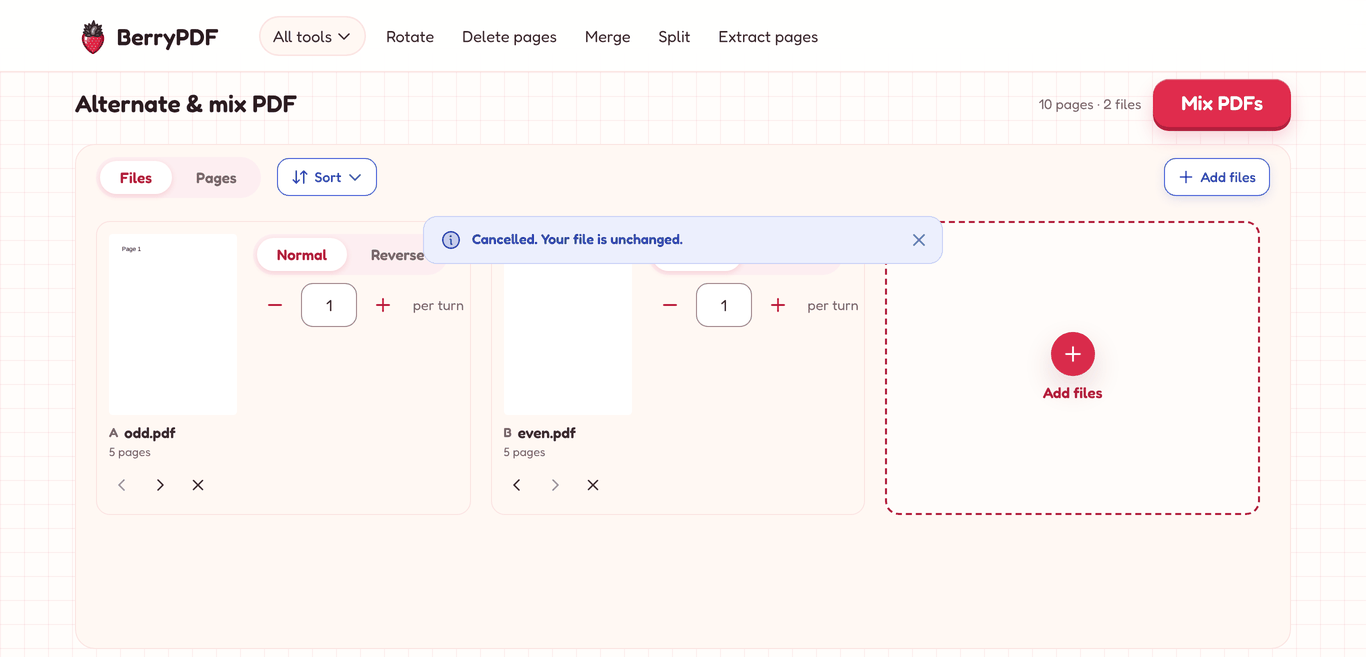 BerryPDF
All tools
Rotate
Delete pages
Merge
Split
Extract pages
Alternate & mix PDF
10 pages · 2 files
Mix PDFs
Files
Pages
Sort
Add files
Cancelled. Your file is unchanged.
Page 1
Normal
Reverse
1
per turn
A odd.pdf
5 pages
1
per turn
B even.pdf
5 pages
Add files